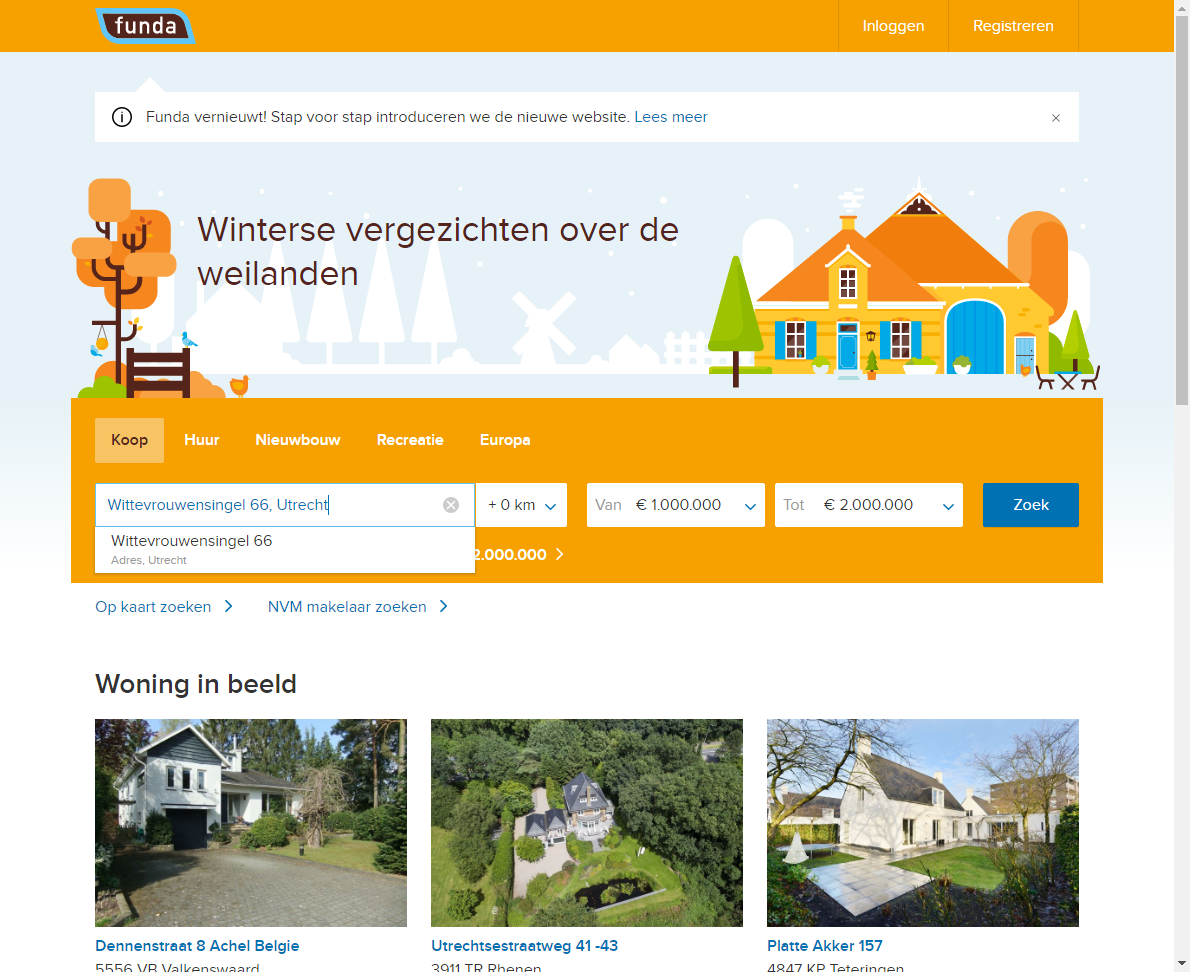 funda
Inloggen
Registreren
Funda vernieuwt! Stap voor stap introduceren we de nieuwe website. Lees meer
Winterse vergezichten over de
weilanden
Koop
Huur
Nieuwbouw
Recreatie
Europa
Wittevrouwensingel 66, Utrecht
+ 0 km
Van € 1.000.000
Tot € 2.000.000
Zoek
Wittevrouwensingel 66
Adres, Utrecht
2.000.000
Op kaart zoeken
NVM makelaar zoeken
Woning in beeld
Dennenstraat 8 Achel Belgie
Utrechtsestraatweg 41 -43
Platte Akker 157
5556 VB Valkenswaard
3911 TR Rhenen
4847 KP Teteringen